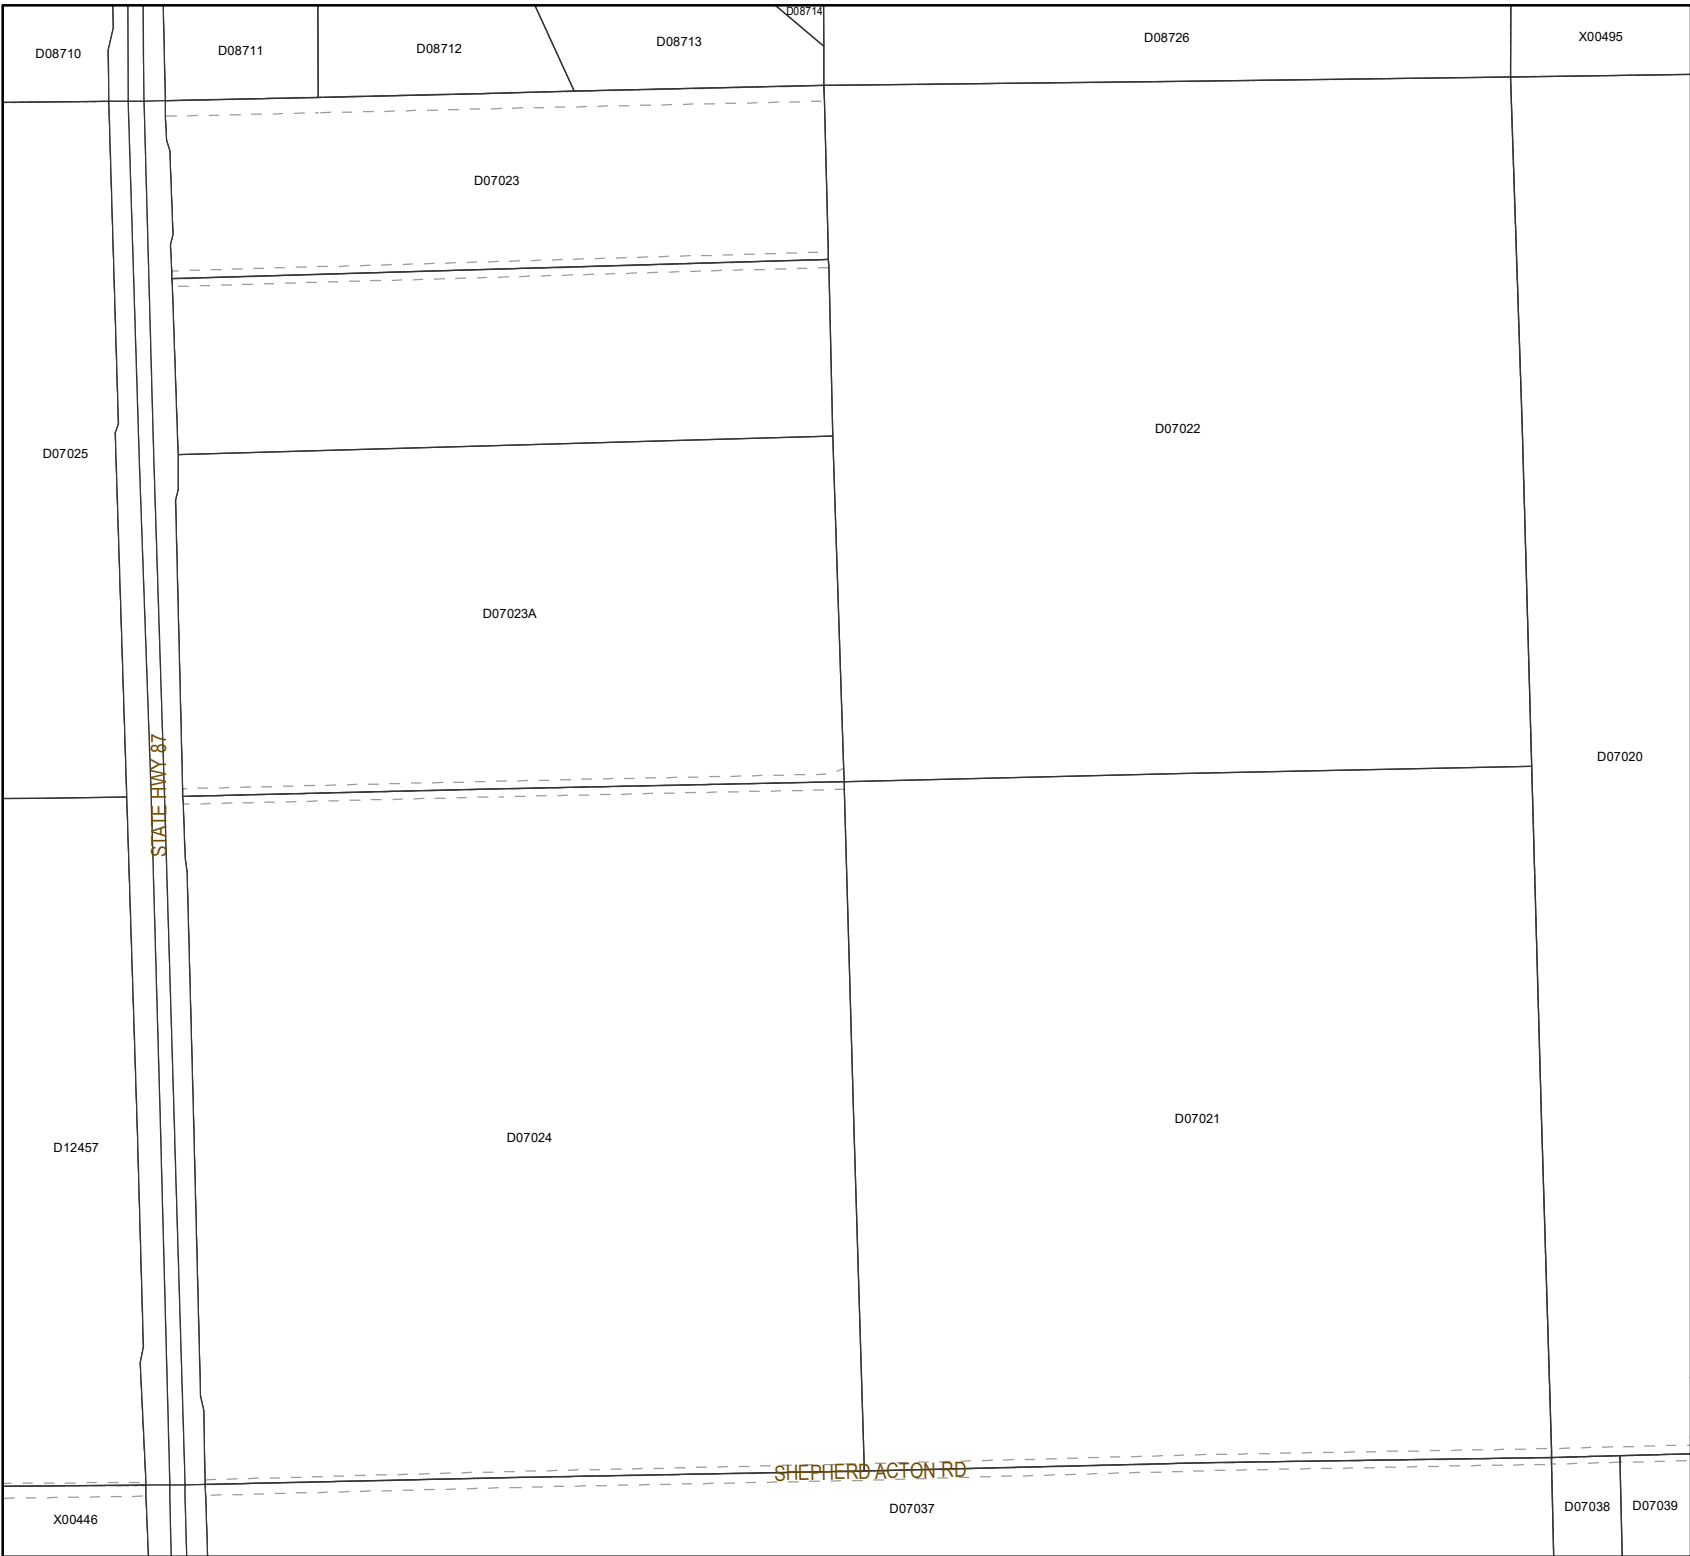 D08714
D08710
D08711
D08712
D08713
D08726
X00495
D07023
D07022
D07025
D07023A
STATE HWY 87
D07020
D12457
D07024
D07021
SHEPHERD ACTON RD
X00446
D07037
D07038
D07039